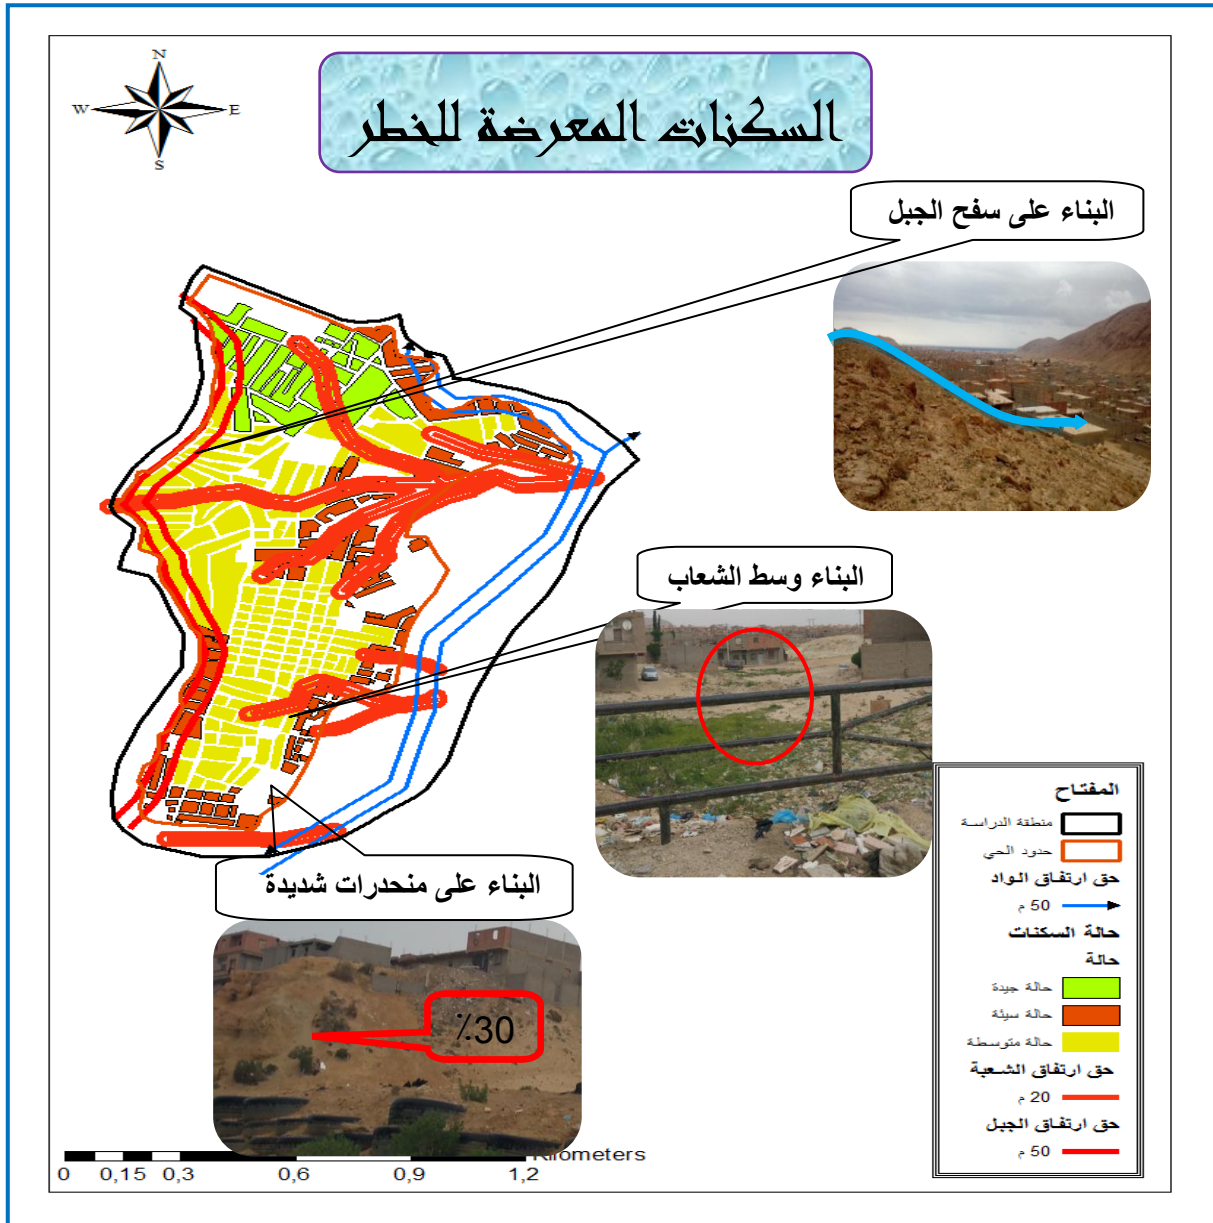 N
W E
S
السكنات المعرضة للخطر
البناء على سفح الجبل
البناء وسط الشعاب
البناء على منحدرات شديدة
٪30
المفتاح
منطقة الدراسة
حدود الحي
حق ارتفاق الواد
50 م
حالة السكنات
حالة
حالة جيدة
حالة سيئة
حالة متوسطة
حق ارتفاق الشعبة
20 م
حق ارتفاق الجبل
50 م
Kilometers
0 0,15 0,3 0,6 0,9 1,2